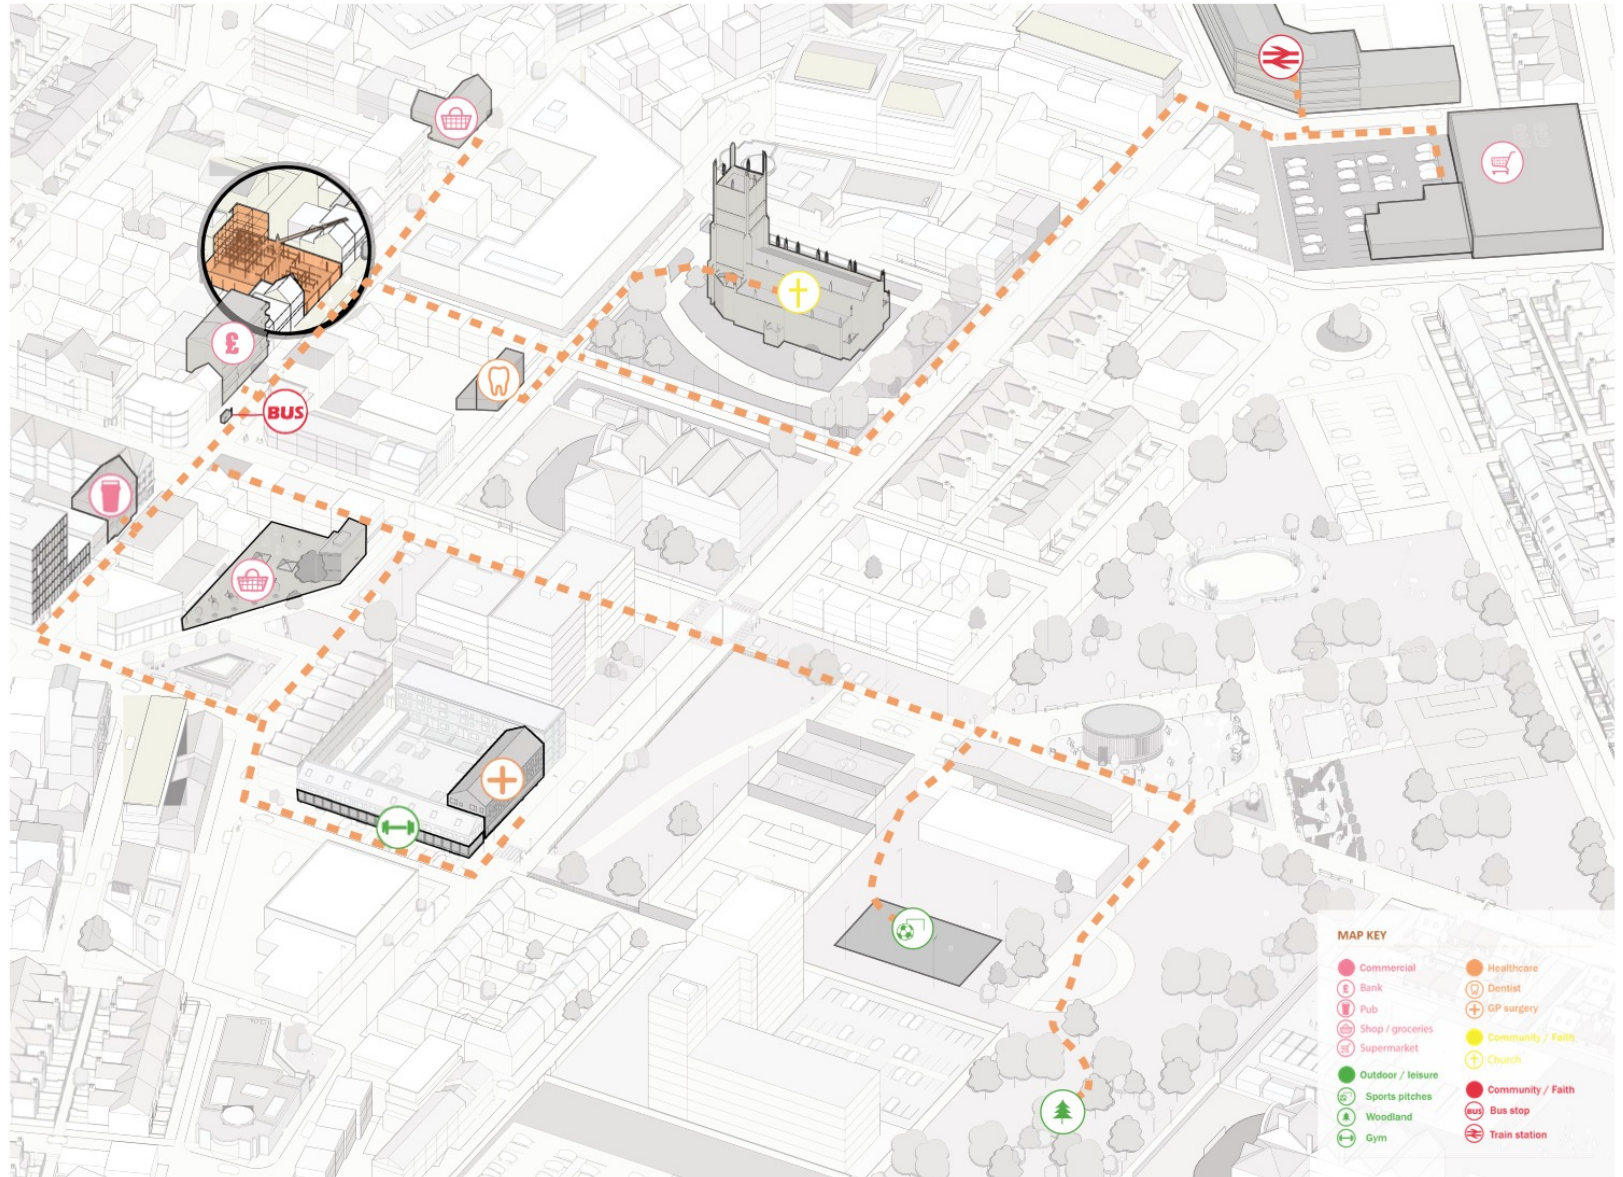 £
BUS
MAP KEY
Commercial
£ Bank
Pub
Shop / groceries
Supermarket
Outdoor / leisure
Sports pitches
Woodland
Gym
Healthcare
Dentist
GP surgery
Community / Faith
Church
Community / Faith
BUS Bus stop
Train station